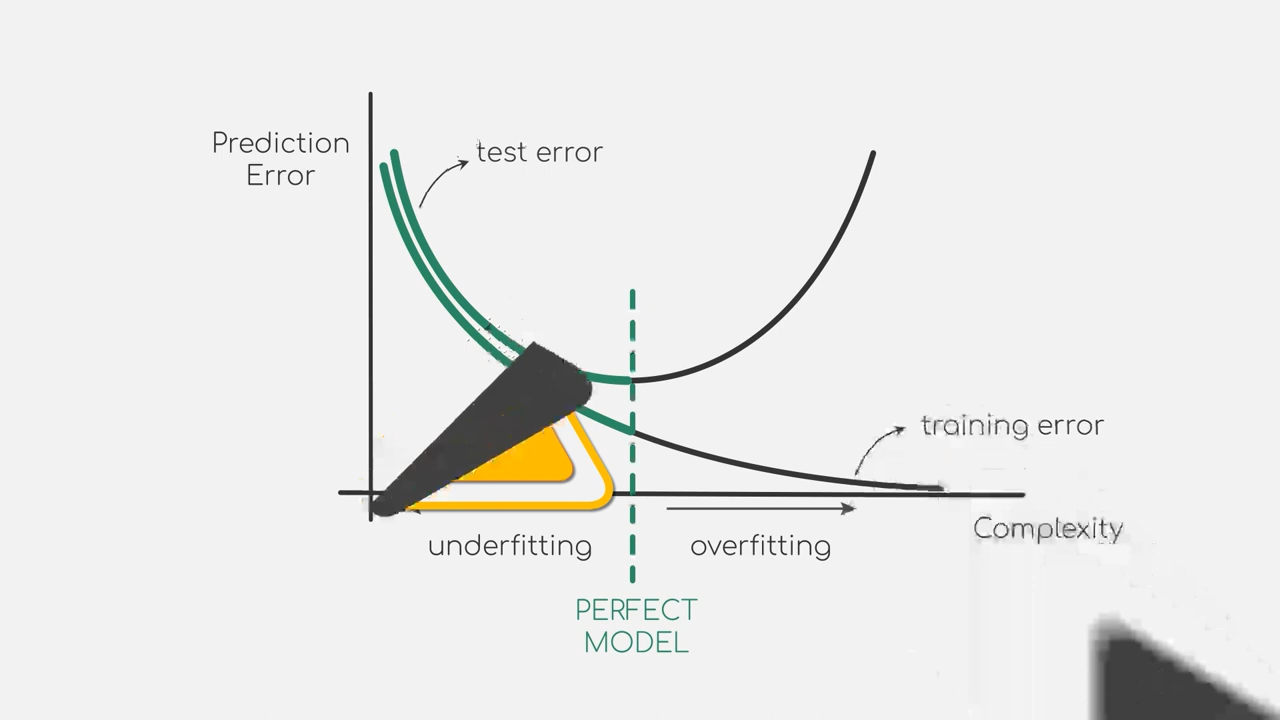 Prediction
Error
test error
training error
Complexity
underfitting
overfitting
PERFECT
MODEL